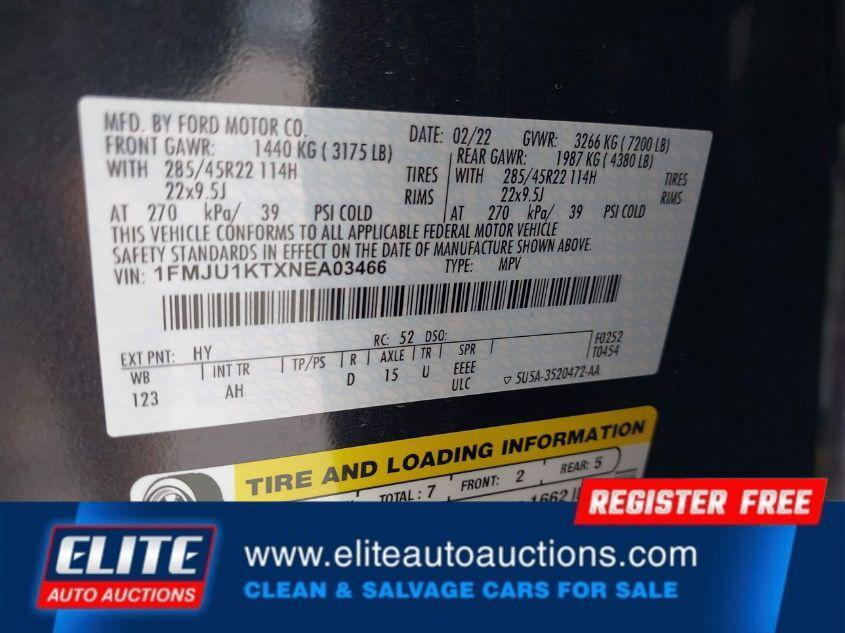 MFD. BY FORD MOTOR CO.
DATE: 02/22 GVWR: 3266 KG ( 7200 LB)
FRONT GAWR: 1440 KG ( 3175 LB)
REAR GAWR: 1987 KG ( 4380 LB)
WITH 285/45R22 114H TIRES
WITH 285/45R22 114H TIRES
22x9.5J RIMS
22x9.5J RIMS
AT 270 kPa/ 39 PSI COLD
AT 270 kPa/ 39 PSI COLD
THIS VEHICLE CONFORMS TO ALL APPLICABLE FEDERAL MOTOR VEHICLE
SAFETY STANDARDS IN EFFECT ON THE DATE OF MANUFACTURE SHOWN ABOVE.
VIN: 1FMJU1KTXNEA03466 TYPE: MPV
EXT PNT: HY RC: 52 DSO: F0252
WB INT TR TP/PS R AXLE TR SPR T0454
123 AH D 15 U EEEE
ULC 5U5A-3520472-AA
TIRE AND LOADING INFORMATION
TOTAL : 7 FRONT: 2 REAR: 5
REGISTER FREE
ELITE
AUTO AUCTIONS
www.eliteautoauctions.com
CLEAN & SALVAGE CARS FOR SALE